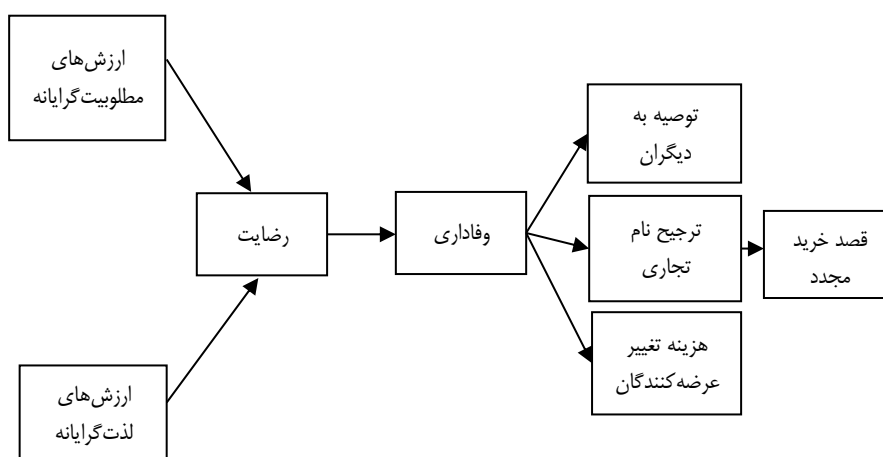 ارزش‌های
مطلوبیت‌گرایانه
توصیه به
دیگران
رضایت
وفاداری
ترجیح نام
تجاری
قصد خرید
مجدد
هزینه تغییر
عرضه‌کنندگان
ارزش‌های
لذت‌گرایانه